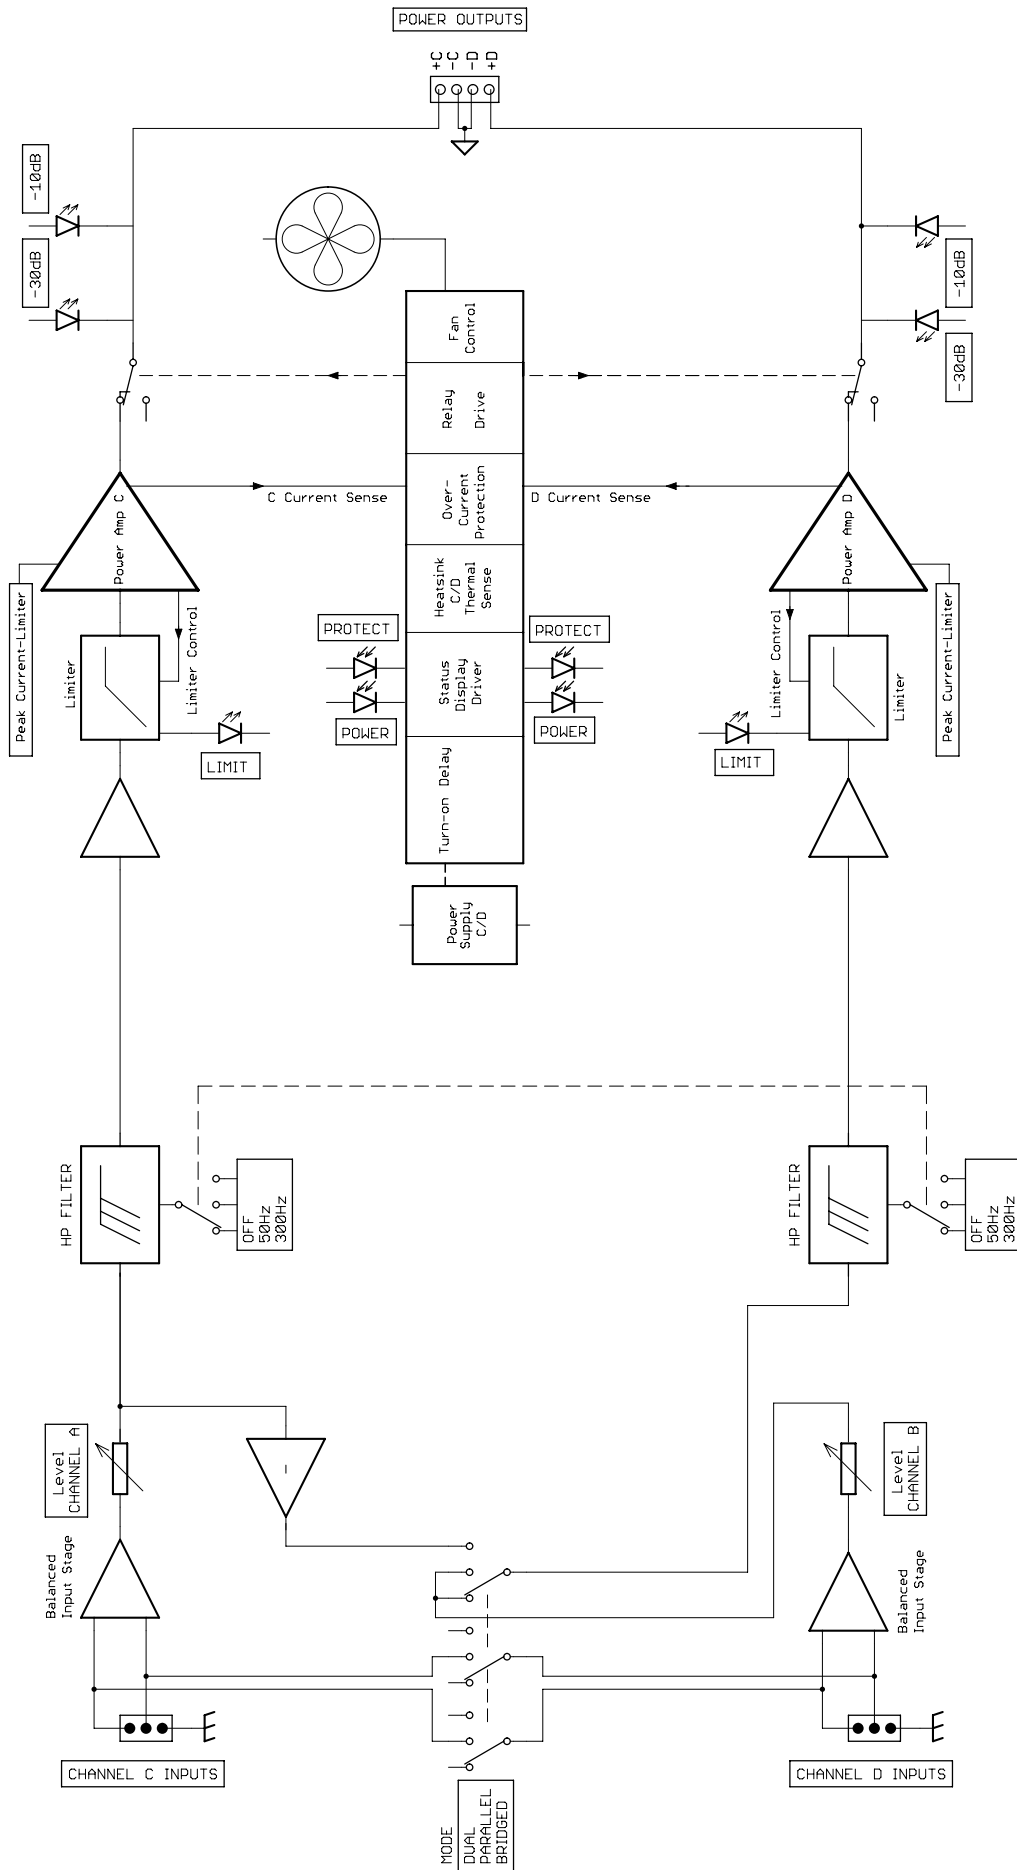 POWER OUTPUTS
+C
-C
-D
+D
-10dB
-30dB
-10dB
-30dB
Fan
Control
Relay
Drive
Over-
Current
Protection
Heatsink
C/D
Thermal
Sense
Status
Display
Driver
Turn-on Delay
Power
Supply
C/D
C Current Sense
D Current Sense
Power Amp C
Power Amp D
Peak Current-Limiter
Peak Current-Limiter
Limiter
Limiter Control
Limiter Control
Limiter
PROTECT
PROTECT
POWER
POWER
LIMIT
LIMIT
HP FILTER
OFF
50Hz
300Hz
HP FILTER
OFF
50Hz
300Hz
Level
CHANNEL A
Level
CHANNEL B
Balanced
Input Stage
Balanced
Input Stage
CHANNEL C INPUTS
CHANNEL D INPUTS
MODE
DUAL
PARALLEL
BRIDGED